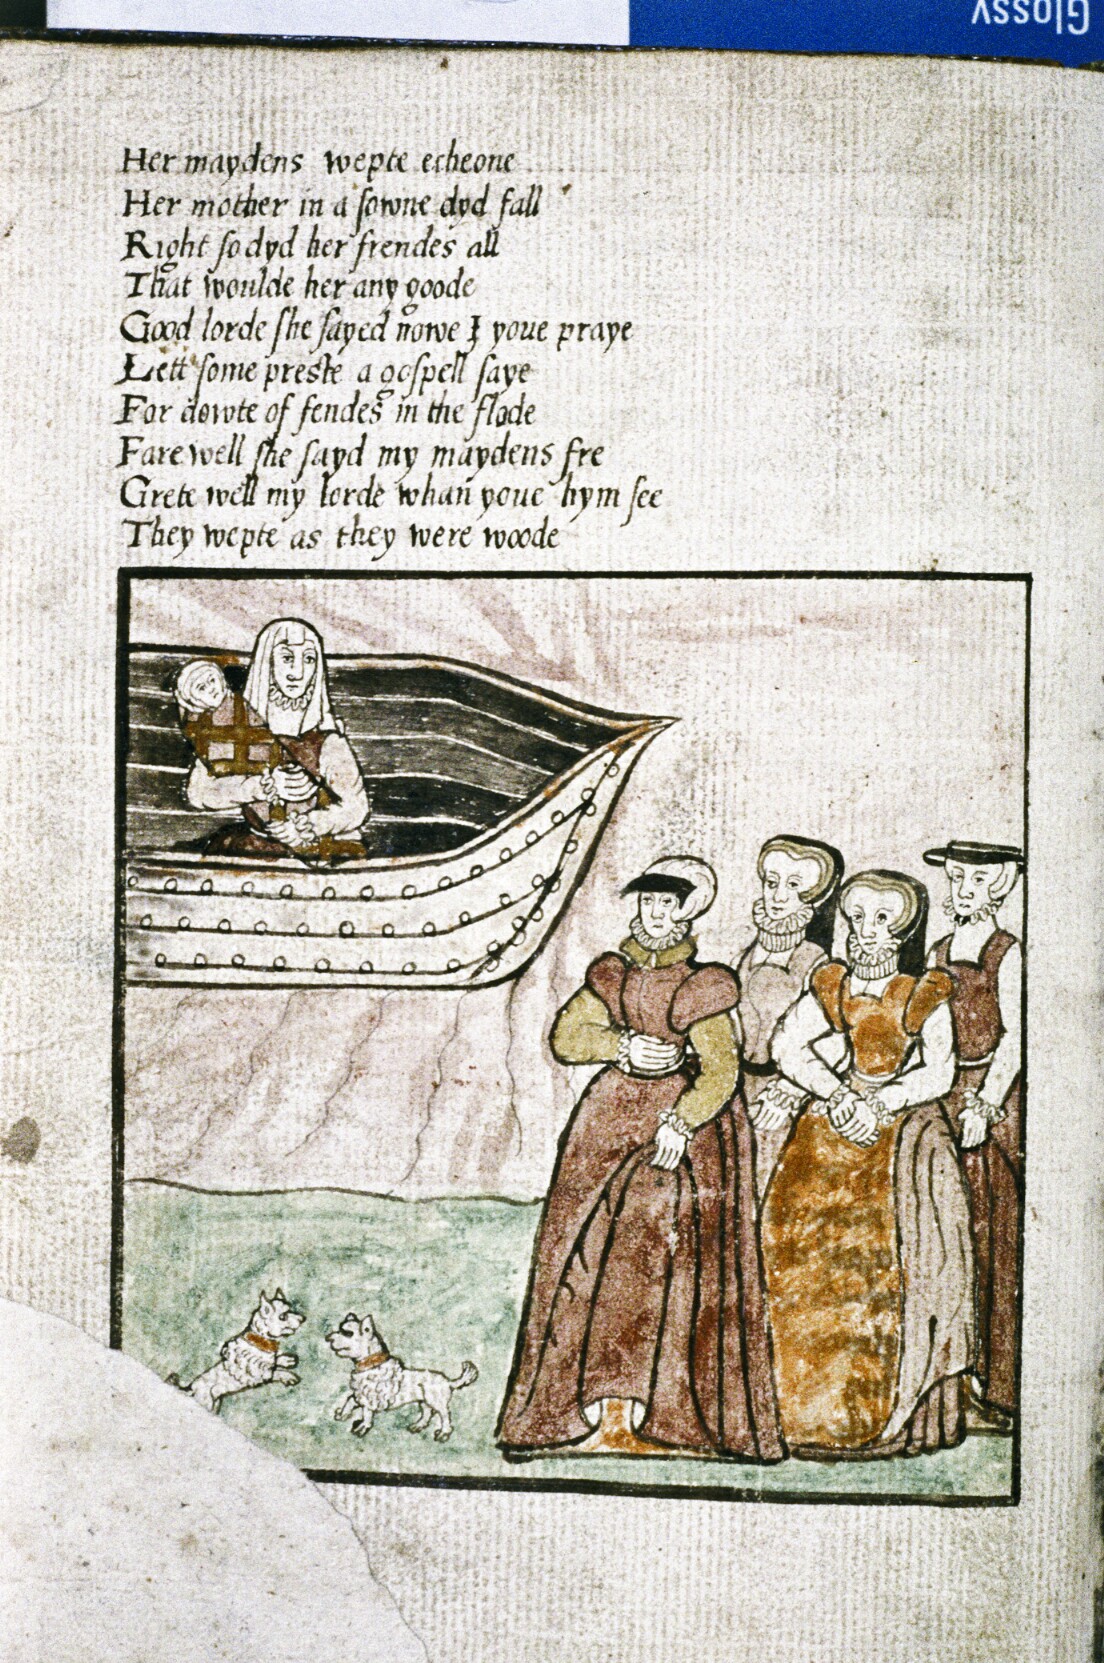 Glossy
Her maydens wepte echeone
Her mother in a sowne dyd fall
Right so dyd her frendes all
That woulde her any goode
Good lorde she sayed nowe I youe praye
Lett some preste a gospell saye
For dowte of fendes in the flode
Fare well she sayd my maydens fre
Grete well my lorde whan youe hym see
They wepte as they were woode